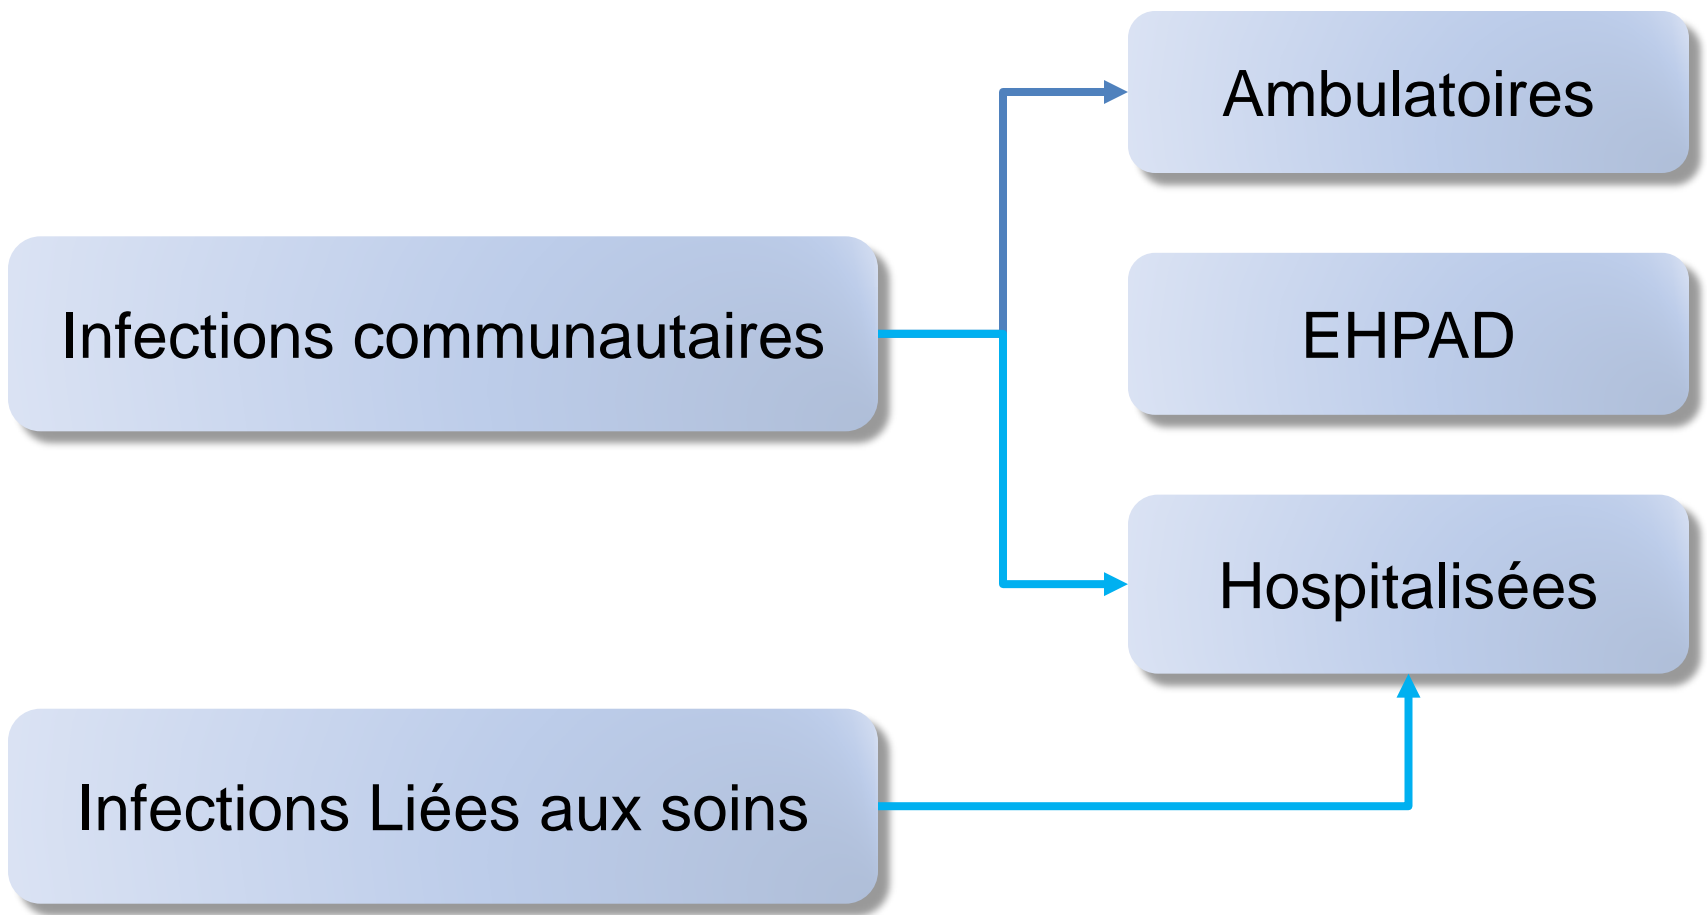 Ambulatoires
Infections communautaires
EHPAD
Hospitalisées
Infections Liées aux soins